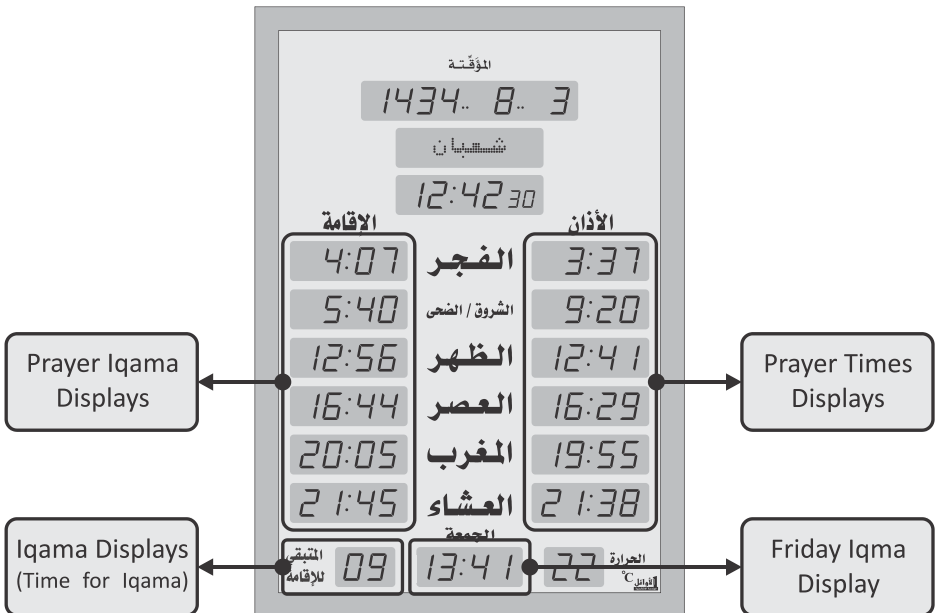 المؤقتة
1434.. 8.. 3
شعبان
12:42 30
الأذان
الإقامة
3:37 الفجر 4:07
9:20 الشروق / الضحى 5:40
12:41 الظهر 12:56
16:29 العصر 16:44
19:55 المغرب 20:05
21:38 العشاء 21:45
الجمعة
الحرارة °C 22
13:41
المتبقي للإقامة 09
الأوائل
Prayer Iqama
Displays
Prayer Times
Displays
Iqama Displays
(Time for Iqama)
Friday Iqma
Display